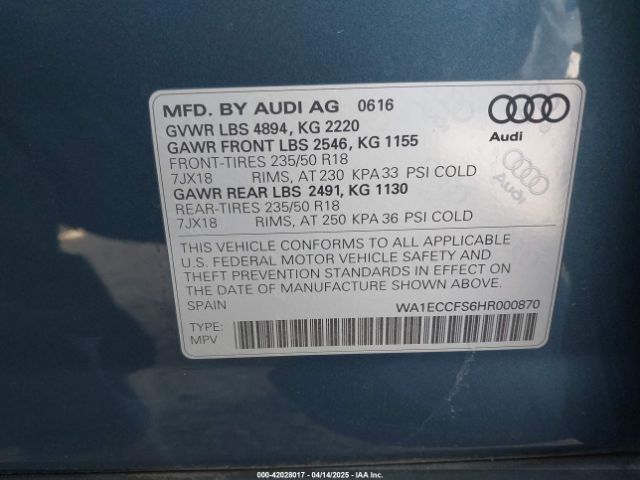 MFD. BY AUDI AG 0616
GVWR LBS 4894, KG 2220
GAWR FRONT LBS 2546, KG 1155
FRONT-TIRES 235/50 R18
7JX18 RIMS, AT 230 KPA 33 PSI COLD
GAWR REAR LBS 2491, KG 1130
REAR-TIRES 235/50 R18
7JX18 RIMS, AT 250 KPA 36 PSI COLD
Audi
THIS VEHICLE CONFORMS TO ALL APPLICABLE
U.S. FEDERAL MOTOR VEHICLE SAFETY AND
THEFT PREVENTION STANDARDS IN EFFECT ON
THE DATE OF MANUFACTURE SHOWN ABOVE.
SPAIN WA1ECCFS6HR000870
TYPE:
MPV
000-42028017 - 04/14/2025 - IAA Inc.